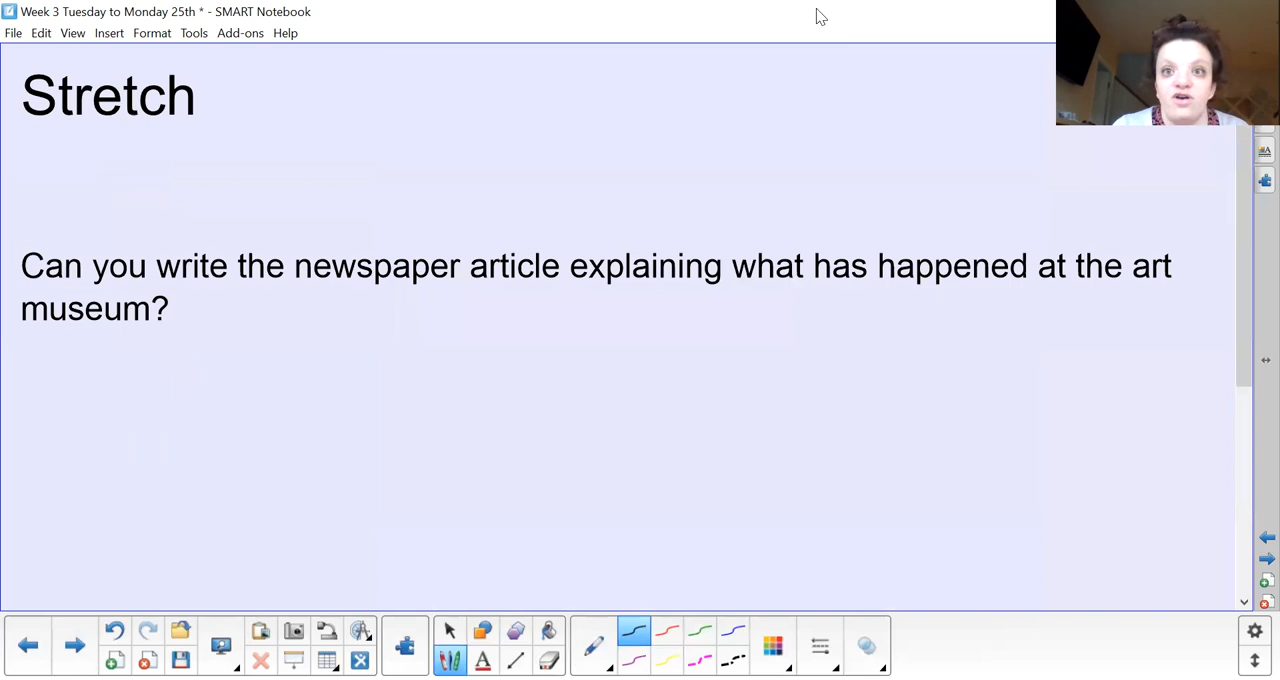 Week 3 Tuesday to Monday 25th * - SMART Notebook
File Edit View Insert Format Tools Add-ons Help
Stretch
Can you write the newspaper article explaining what has happened at the art
museum?